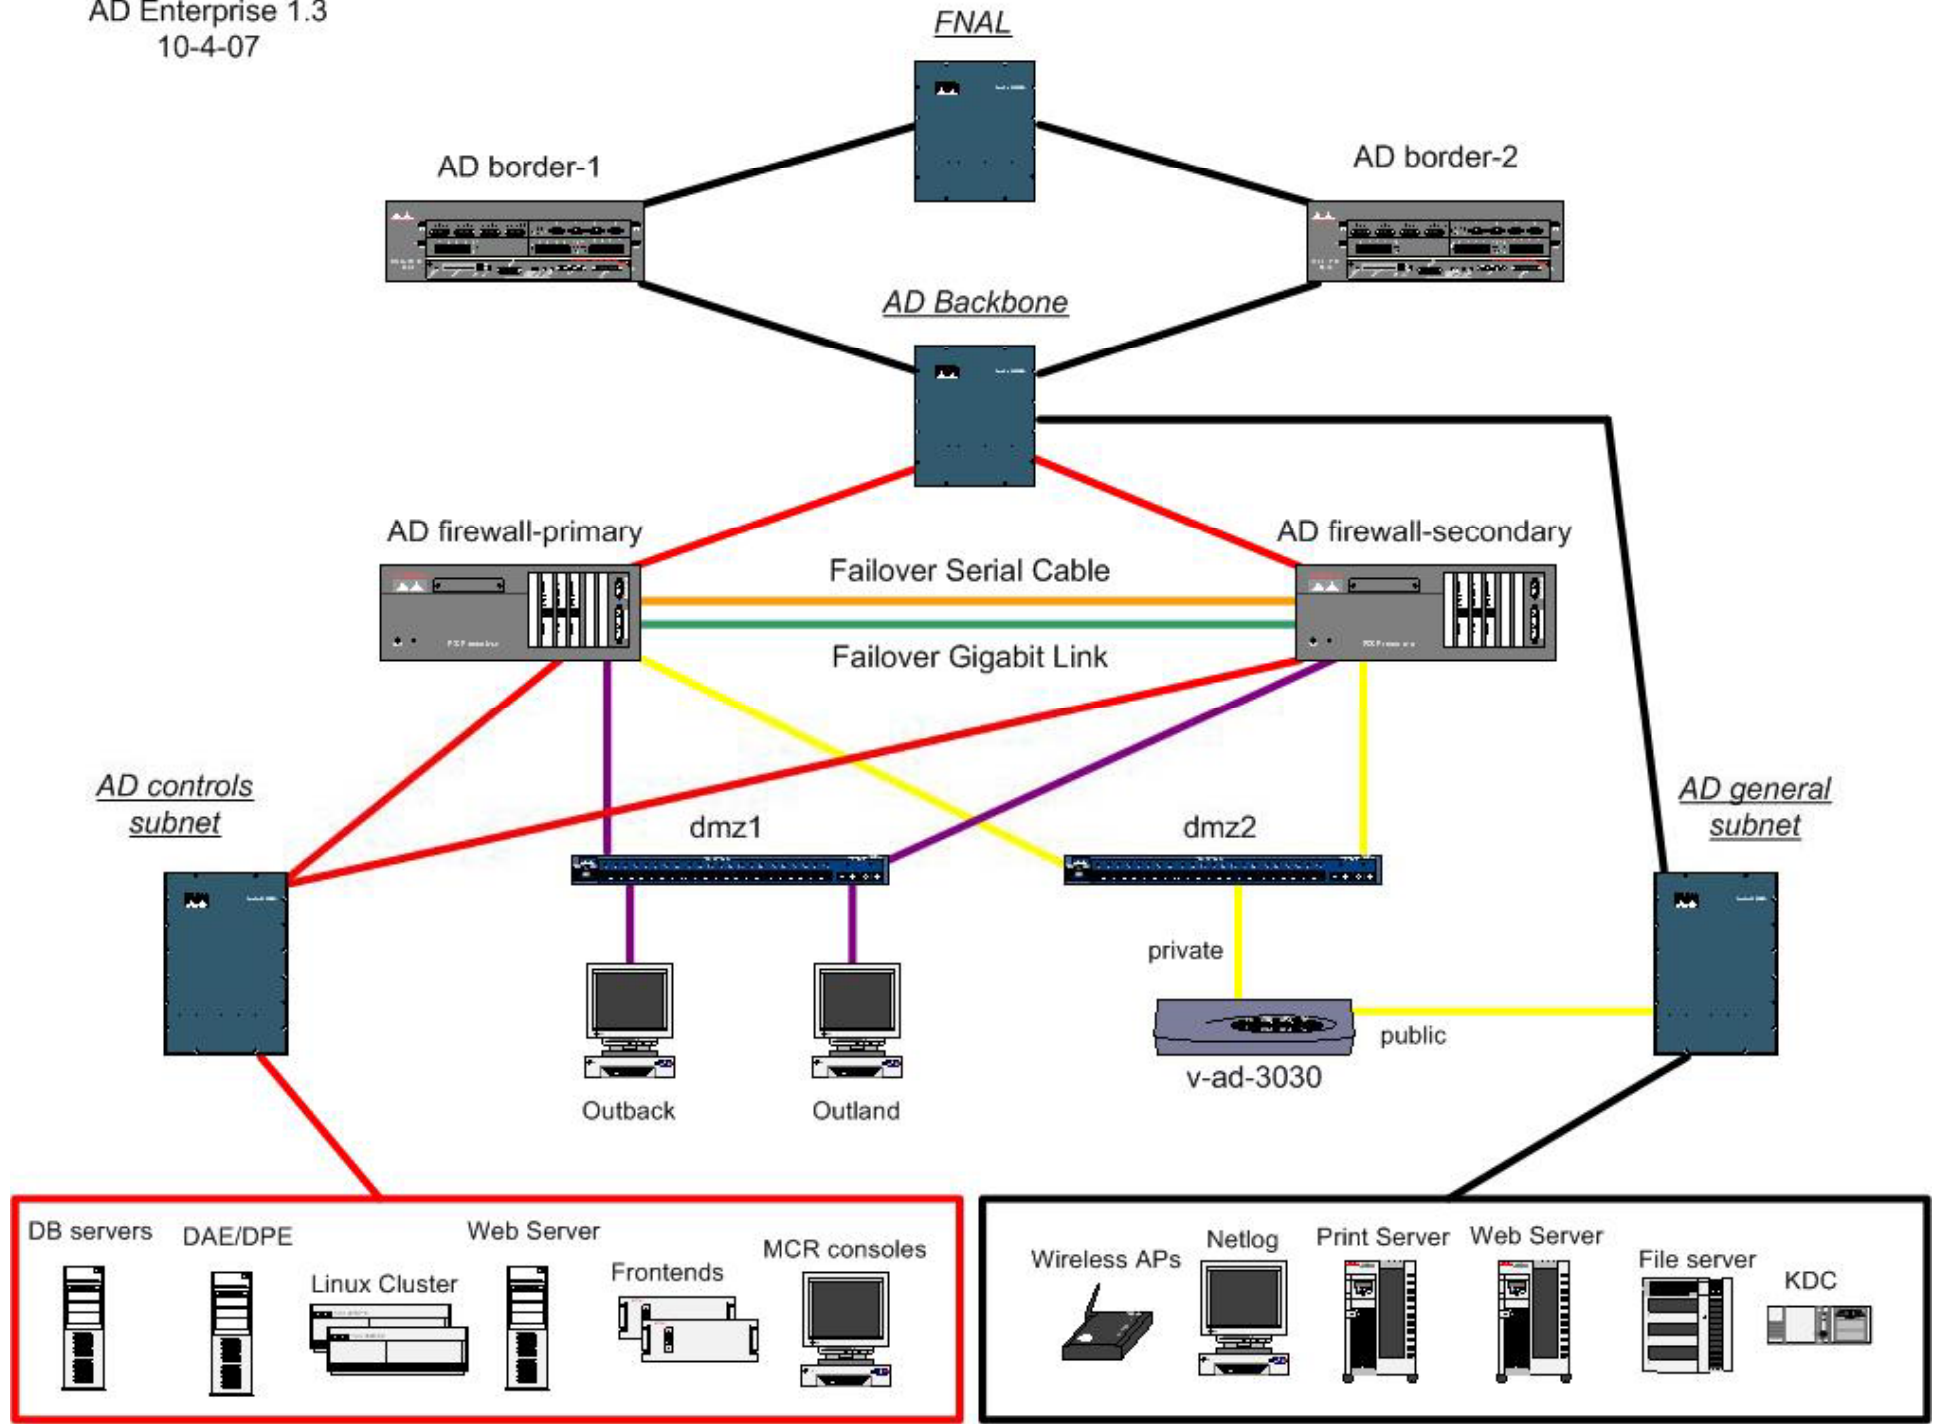 AD Enterprise 1.3
10-4-07
FNAL
AD border-1
AD border-2
AD Backbone
AD firewall-primary
AD firewall-secondary
Failover Serial Cable
Failover Gigabit Link
AD controls
subnet
dmz1
dmz2
AD general
subnet
private
public
v-ad-3030
Outback
Outland
DB servers
DAE/DPE
Linux Cluster
Web Server
Frontends
MCR consoles
Wireless APs
Netlog
Print Server
Web Server
File server
KDC